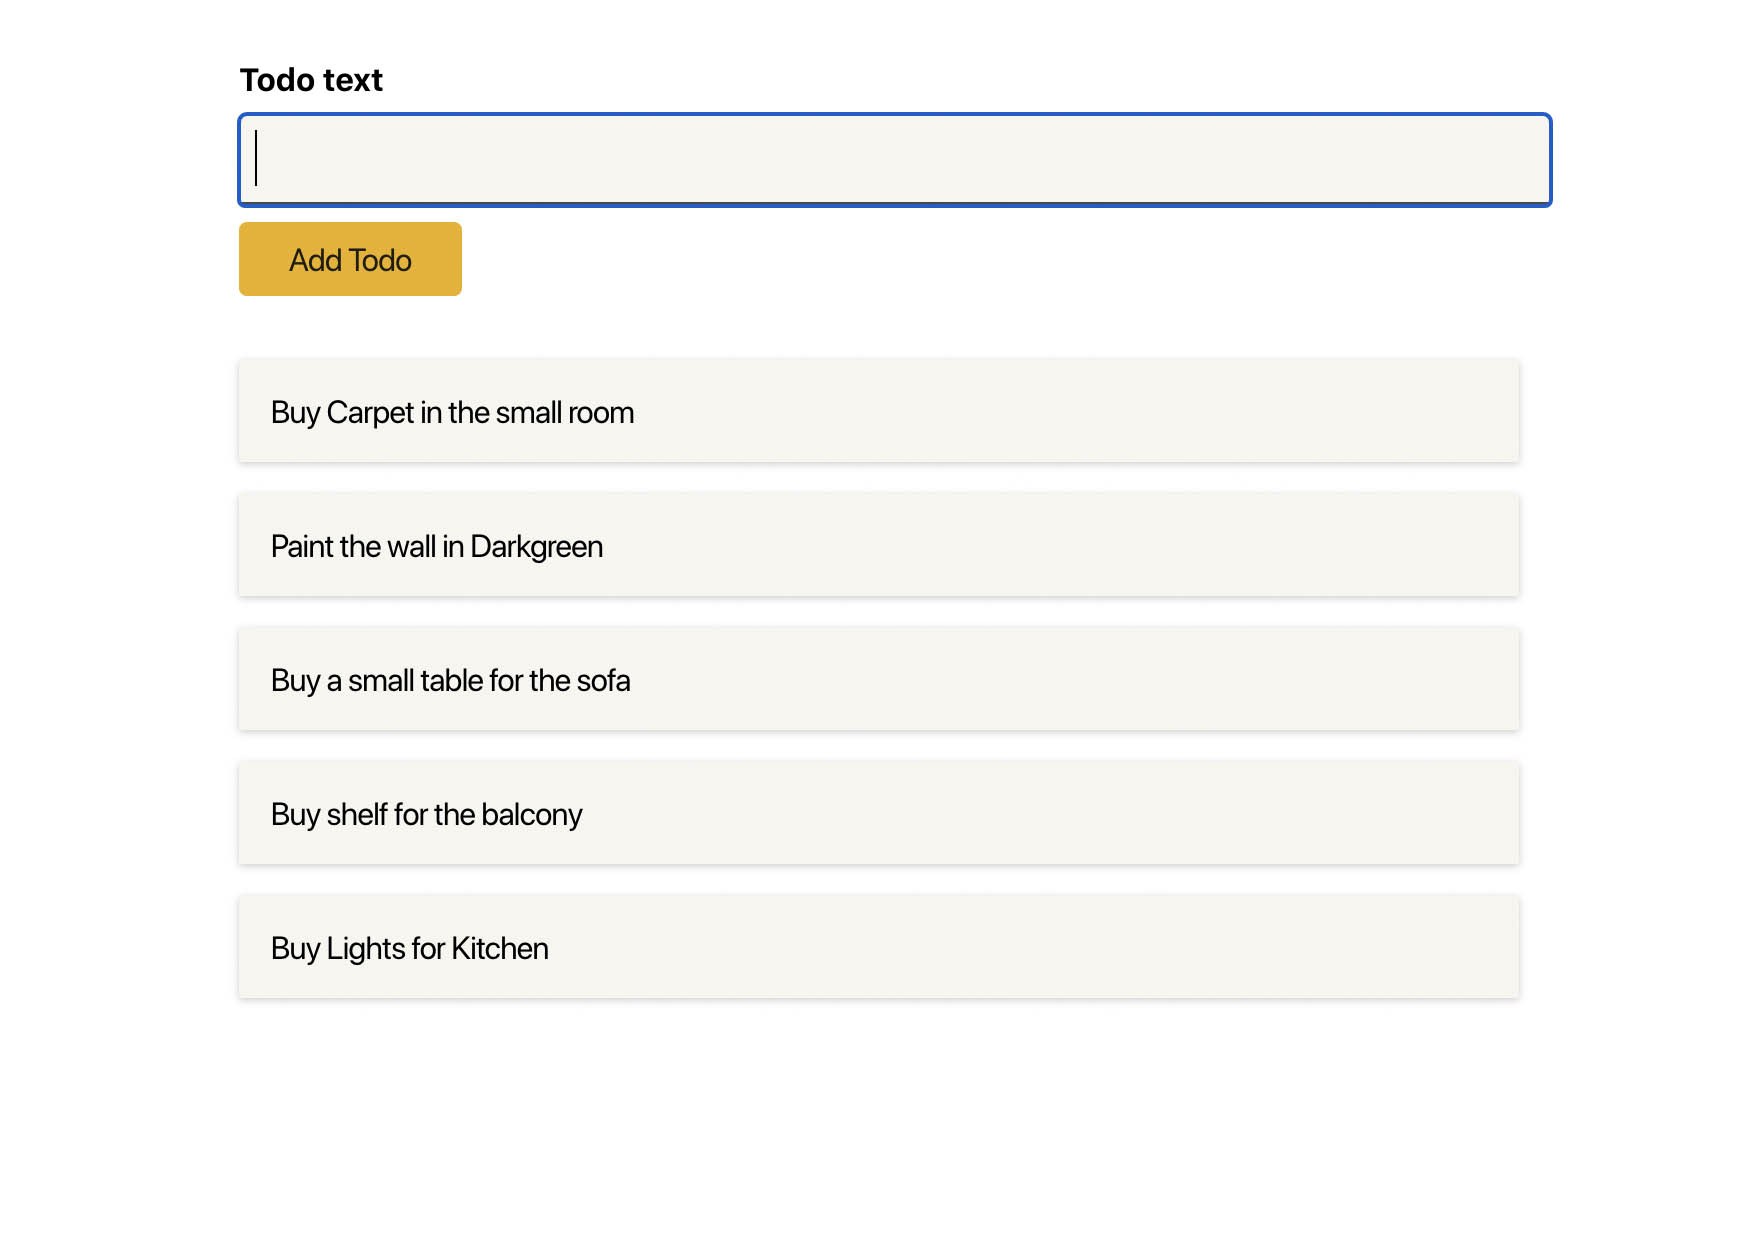 Todo text
Add Todo
Buy Carpet in the small room
Paint the wall in Darkgreen
Buy a small table for the sofa
Buy shelf for the balcony
Buy Lights for Kitchen